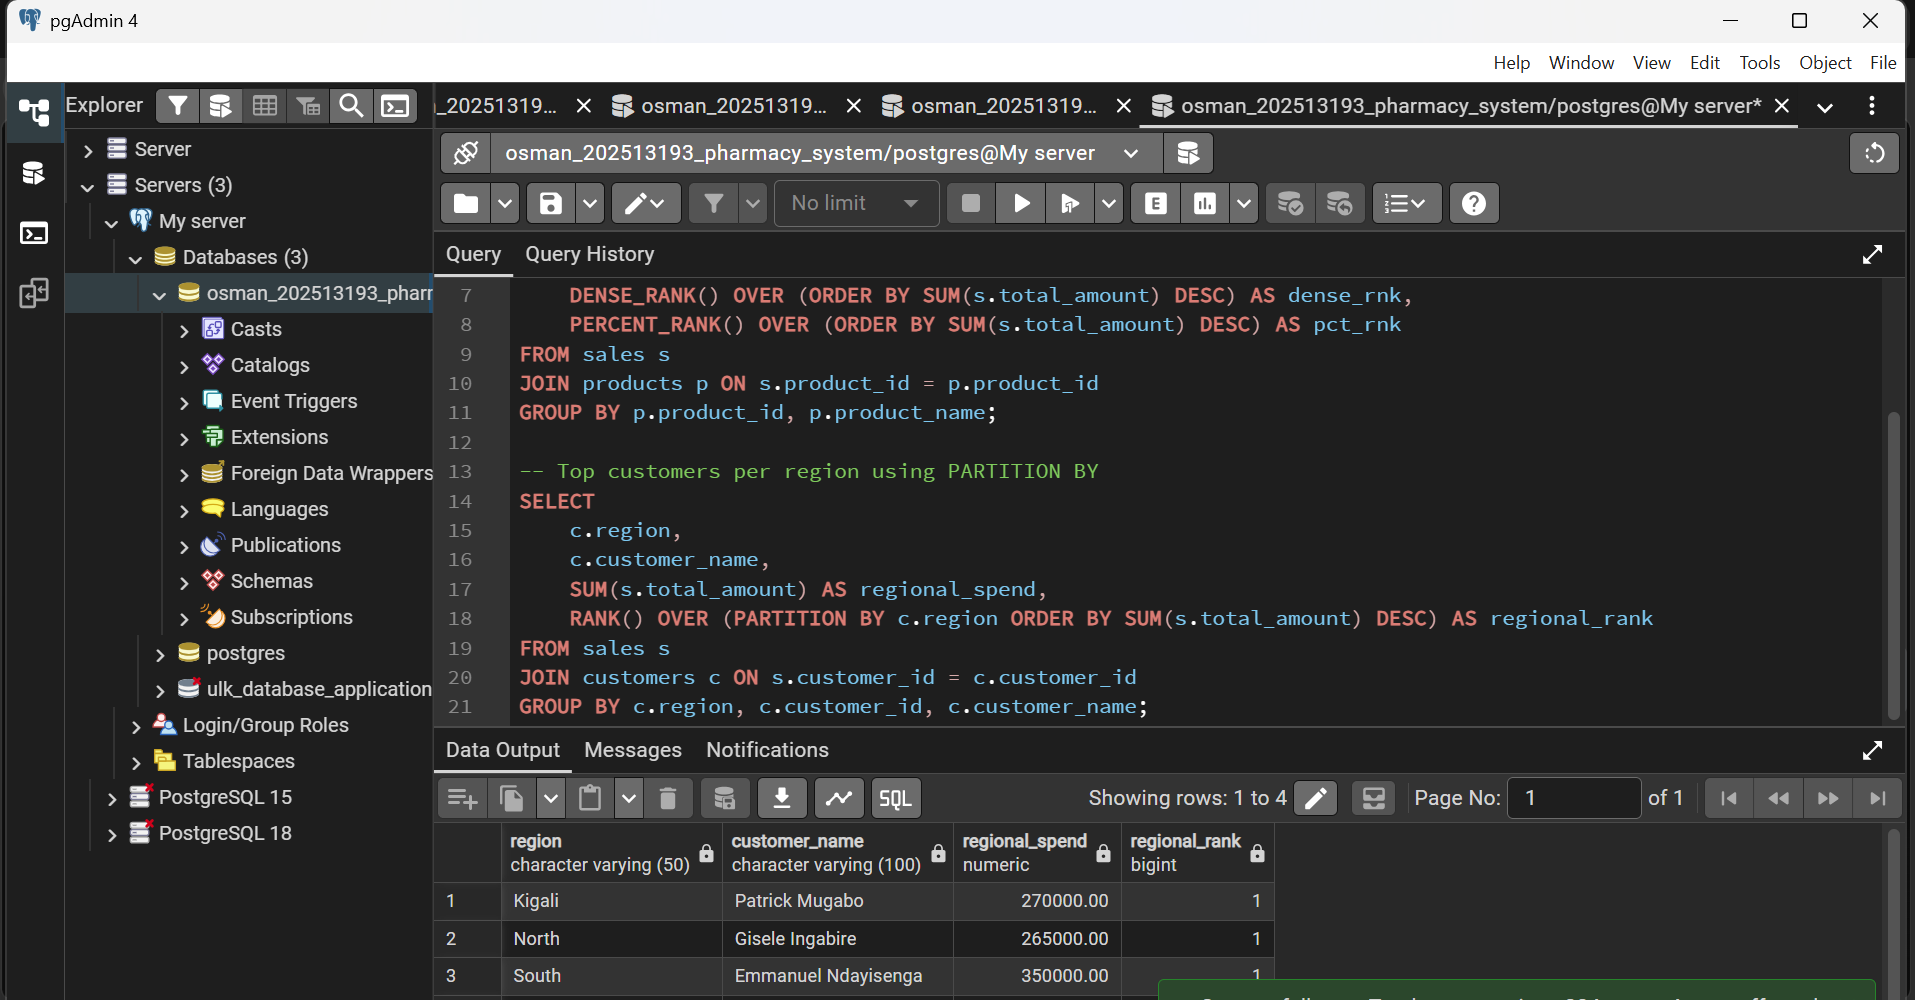 pgAdmin 4
Help Window View Edit Tools Object File
Explorer
_20251319...
osman_20251319...
osman_20251319...
osman_202513193_pharmacy_system/postgres@My server*
Server
Servers (3)
My server
Databases (3)
osman_202513193_pharr
Casts
Catalogs
Event Triggers
Extensions
Foreign Data Wrappers
Languages
Publications
Schemas
Subscriptions
postgres
ulk_database_application
Login/Group Roles
Tablespaces
PostgreSQL 15
PostgreSQL 18
osman_202513193_pharmacy_system/postgres@My server
No limit
E
Query Query History
7 DENSE_RANK() OVER (ORDER BY SUM(s.total_amount) DESC) AS dense_rnk,
8 PERCENT_RANK() OVER (ORDER BY SUM(s.total_amount) DESC) AS pct_rnk
9 FROM sales s
10 JOIN products p ON s.product_id = p.product_id
11 GROUP BY p.product_id, p.product_name;
12
13 -- Top customers per region using PARTITION BY
14 SELECT
15 c.region,
16 c.customer_name,
17 SUM(s.total_amount) AS regional_spend,
18 RANK() OVER (PARTITION BY c.region ORDER BY SUM(s.total_amount) DESC) AS regional_rank
19 FROM sales s
20 JOIN customers c ON s.customer_id = c.customer_id
21 GROUP BY c.region, c.customer_id, c.customer_name;
Data Output Messages Notifications
SQL Showing rows: 1 to 4 Page No: 1 of 1
region customer_name regional_spend regional_rank
character varying (50) character varying (100) numeric bigint
1 Kigali Patrick Mugabo 270000.00 1
2 North Gisele Ingabire 265000.00 1
3 South Emmanuel Ndayisenga 350000.00 1